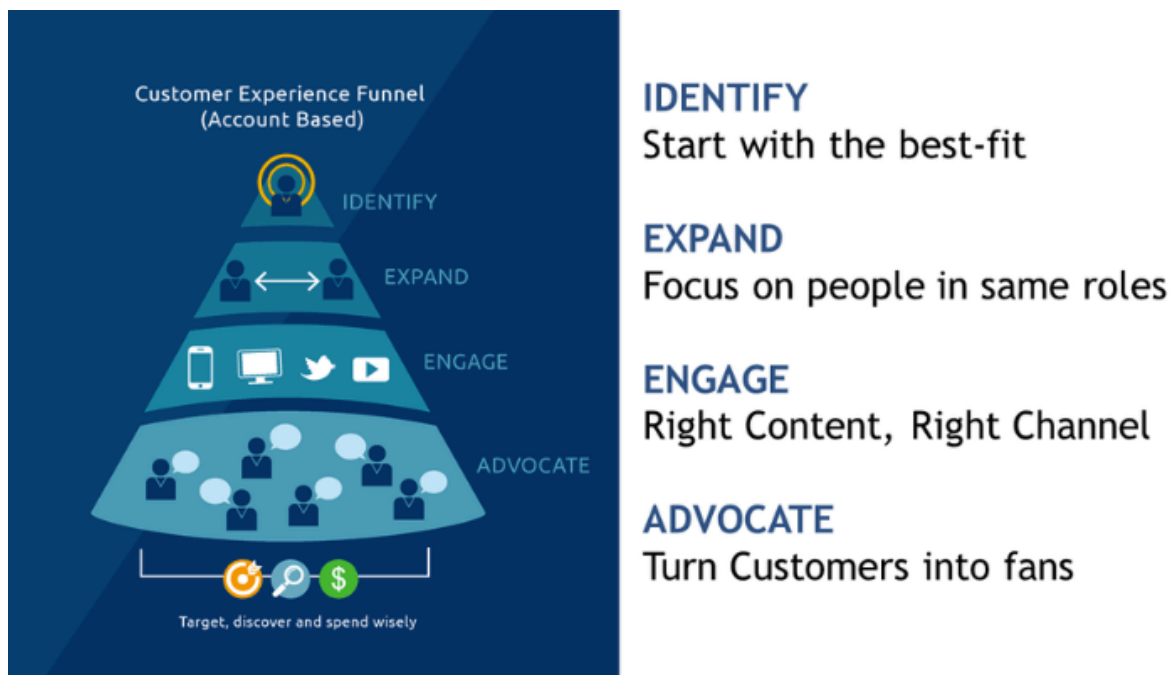 Customer Experience Funnel
(Account Based)
IDENTIFY
EXPAND
ENGAGE
ADVOCATE
$
Target, discover and spend wisely
IDENTIFY
Start with the best-fit
EXPAND
Focus on people in same roles
ENGAGE
Right Content, Right Channel
ADVOCATE
Turn Customers into fans